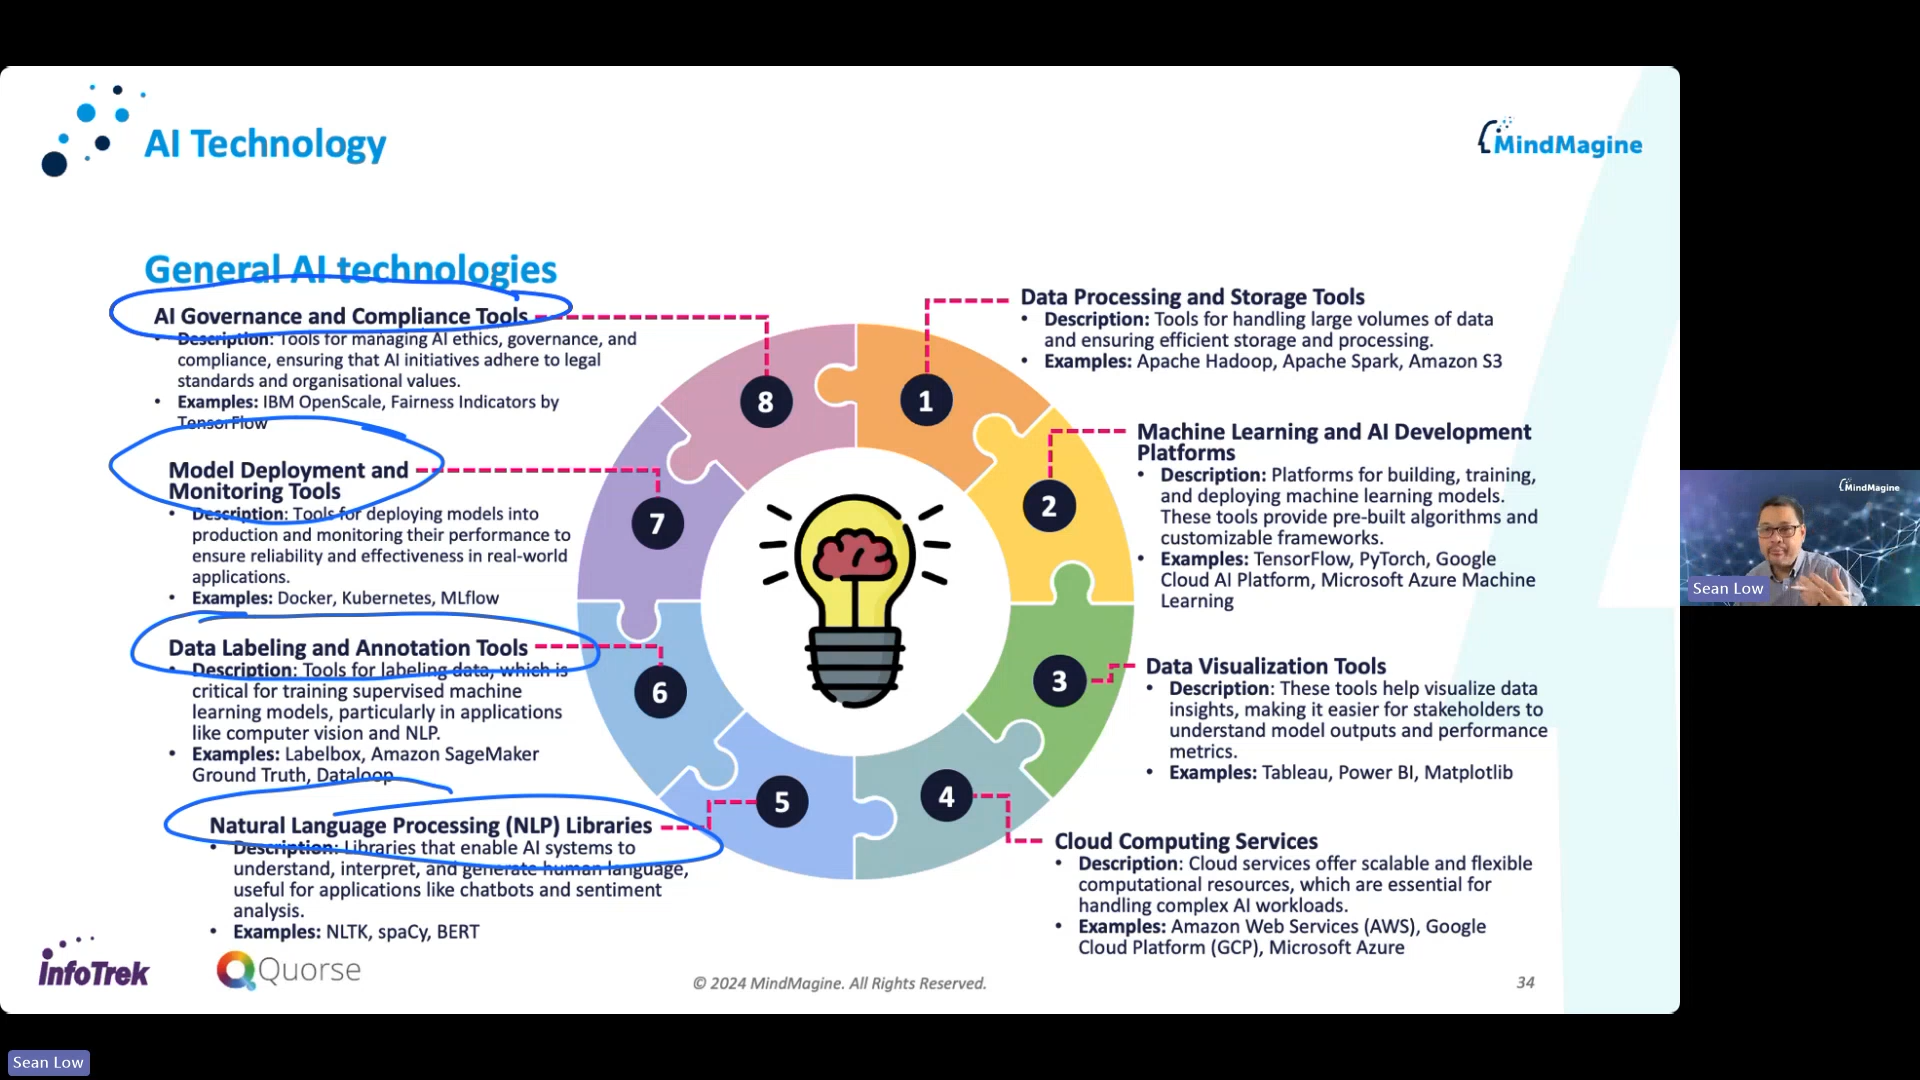 AI Technology
MindMagine
General AI technologies
AI Governance and Compliance Tools
• Description: Tools for managing AI ethics, governance, and
compliance, ensuring that AI initiatives adhere to legal
standards and organisational values.
• Examples: IBM OpenScale, Fairness Indicators by
TensorFlow
Model Deployment and
Monitoring Tools
• Description: Tools for deploying models into
production and monitoring their performance to
ensure reliability and effectiveness in real-world
applications.
• Examples: Docker, Kubernetes, MLflow
Data Labeling and Annotation Tools
• Description: Tools for labeling data, which is
critical for training supervised machine
learning models, particularly in applications
like computer vision and NLP.
• Examples: Labelbox, Amazon SageMaker
Ground Truth, Dataloop
Natural Language Processing (NLP) Libraries
• Description: Libraries that enable AI systems to
understand, interpret, and generate human language,
useful for applications like chatbots and sentiment
analysis.
• Examples: NLTK, spaCy, BERT
8
1
7
2
6
3
5
4
Data Processing and Storage Tools
• Description: Tools for handling large volumes of data
and ensuring efficient storage and processing.
• Examples: Apache Hadoop, Apache Spark, Amazon S3
Machine Learning and AI Development
Platforms
• Description: Platforms for building, training,
and deploying machine learning models.
These tools provide pre-built algorithms and
customizable frameworks.
• Examples: TensorFlow, PyTorch, Google
Cloud AI Platform, Microsoft Azure Machine
Learning
Data Visualization Tools
• Description: These tools help visualize data
insights, making it easier for stakeholders to
understand model outputs and performance
metrics.
• Examples: Tableau, Power BI, Matplotlib
Cloud Computing Services
• Description: Cloud services offer scalable and flexible
computational resources, which are essential for
handling complex AI workloads.
• Examples: Amazon Web Services (AWS), Google
Cloud Platform (GCP), Microsoft Azure
infoTrek
Quorse
© 2024 MindMagine. All Rights Reserved.
34
MindMagine
Sean Low
Sean Low